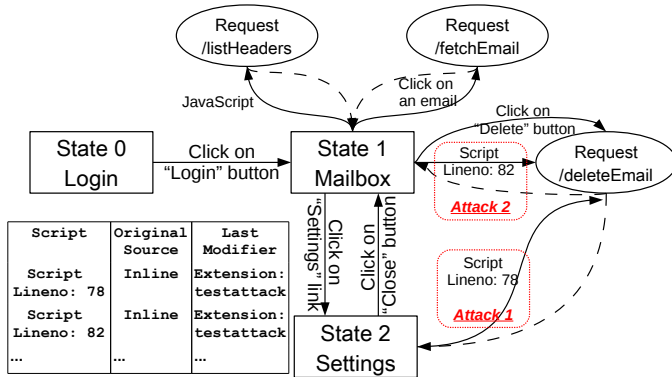 Request
/listHeaders
Request
/fetchEmail
JavaScript
Click on
an email
Click on
“Delete” button
State 0
Login
Click on
“Login” button
State 1
Mailbox
Script
Lineno: 82
Attack 2
Request
/deleteEmail
Click on
“Settings” link
Click on
“Close” button
Script
Lineno: 78
Attack 1
State 2
Settings
Script Original Source Last Modifier
Script Lineno: 78 Inline Extension: testattack
Script Lineno: 82 Inline Extension: testattack
... ... ...